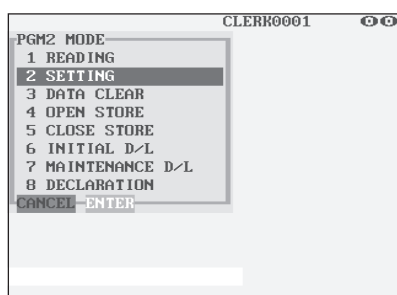 CLERK0001
PGM2 MODE
1 READING
2 SETTING
3 DATA CLEAR
4 OPEN STORE
5 CLOSE STORE
6 INITIAL D/L
7 MAINTENANCE D/L
8 DECLARATION
CANCEL ENTER